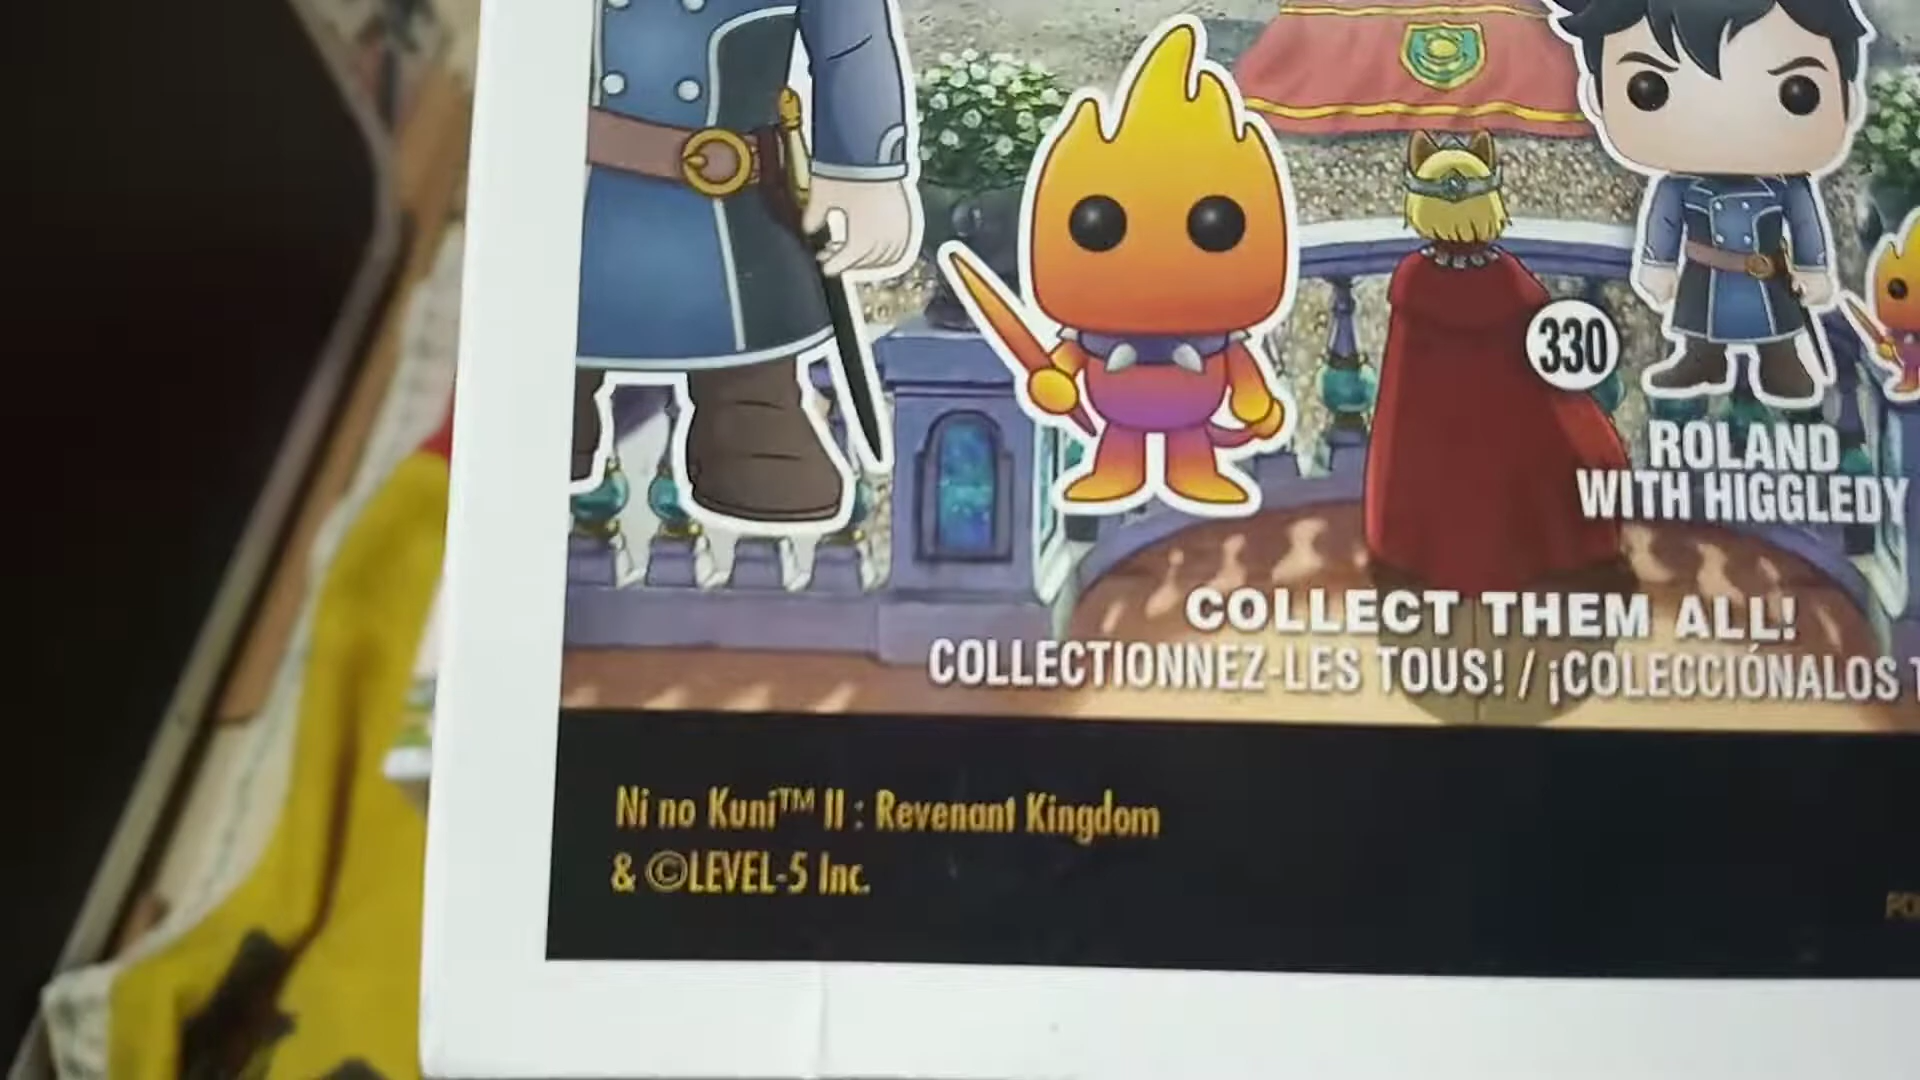 330
ROLAND
WITH HIGGLEDY
COLLECT THEM ALL!
COLLECTIONNEZ-LES TOUS! / ¡COLECCIÓNALOS
Ni no Kuni™ II : Revenant Kingdom
& ©LEVEL-5 Inc.